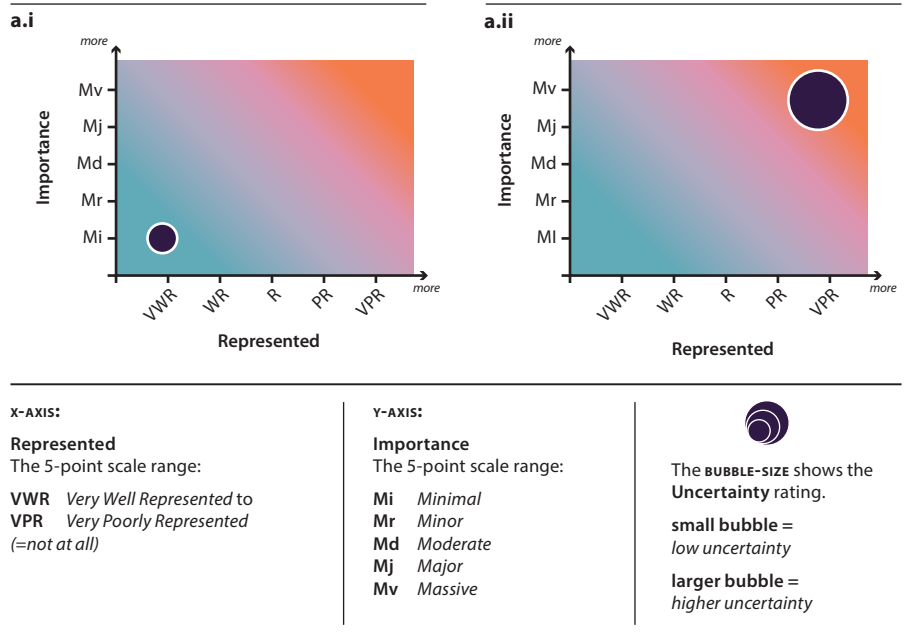 a.i
more
Importance
Mv
Mj
Md
Mr
Mi
VWR
WR
R
PR
VPR
more
Represented
a.ii
more
Importance
Mv
Mj
Md
Mr
MI
VWR
WR
R
PR
VPR
more
Represented
X-AXIS:
Represented
The 5-point scale range:
VWR Very Well Represented to
VPR Very Poorly Represented
(=not at all)
Y-AXIS:
Importance
The 5-point scale range:
Mi Minimal
Mr Minor
Md Moderate
Mj Major
Mv Massive
The BUBBLE-SIZE shows the
Uncertainty rating.
small bubble =
low uncertainty
larger bubble =
higher uncertainty